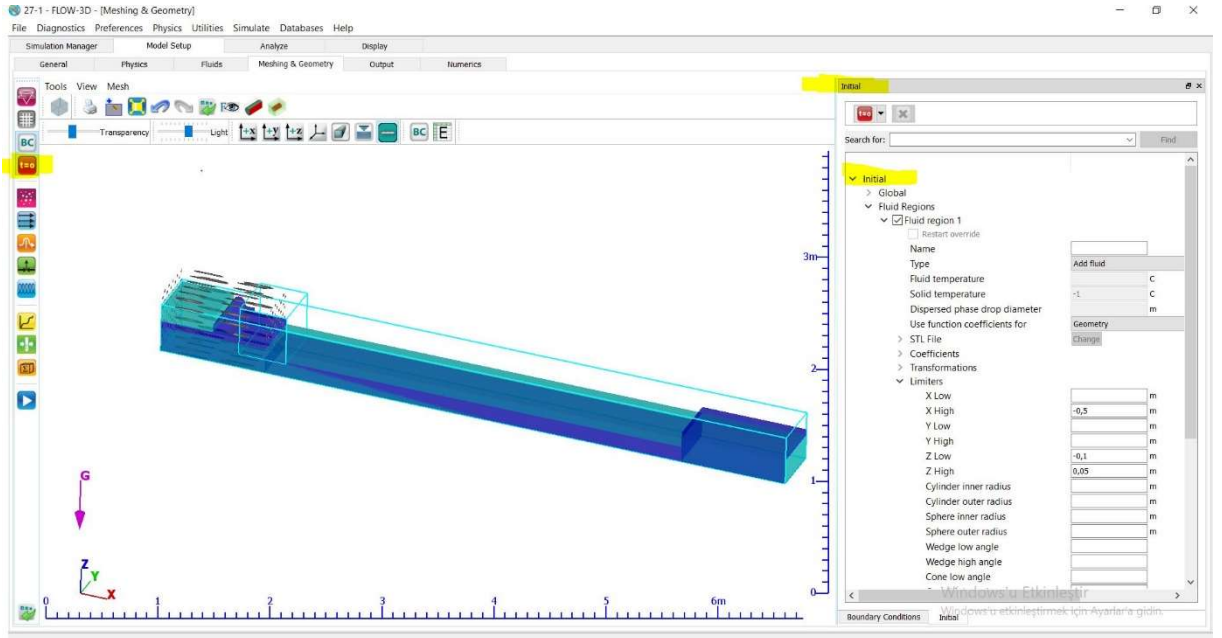 27-1 - FLOW-3D - [Meshing & Geometry]
File Diagnostics Preferences Physics Utilities Simulate Databases Help
Simulation Manager Model Setup Analyze Display
General Physics Fluids Meshing & Geometry Output Numerics
Tools View Mesh
Transparency Light +x +y +z BC E
BC
t=0
3m
2
1
0
G
Z
Y
X
0 1 2 3 4 5 6m
Initial
t=0
Search for: Find
Initial
Global
Fluid Regions
Fluid region 1
Restart override
Name
Type Add fluid
Fluid temperature C
Solid temperature -1 C
Dispersed phase drop diameter m
Use function coefficients for Geometry
STL File Change
Coefficients
Transformations
Limiters
X Low m
X High -0,5 m
Y Low m
Y High m
Z Low -0,1 m
Z High 0,05 m
Cylinder inner radius m
Cylinder outer radius m
Sphere inner radius m
Sphere outer radius m
Wedge low angle
Wedge high angle
Cone low angle
Windows'u Etkinleştir
Windows'u etkinleştirmek için Ayarlar'a gidin.
Boundary Conditions Initial